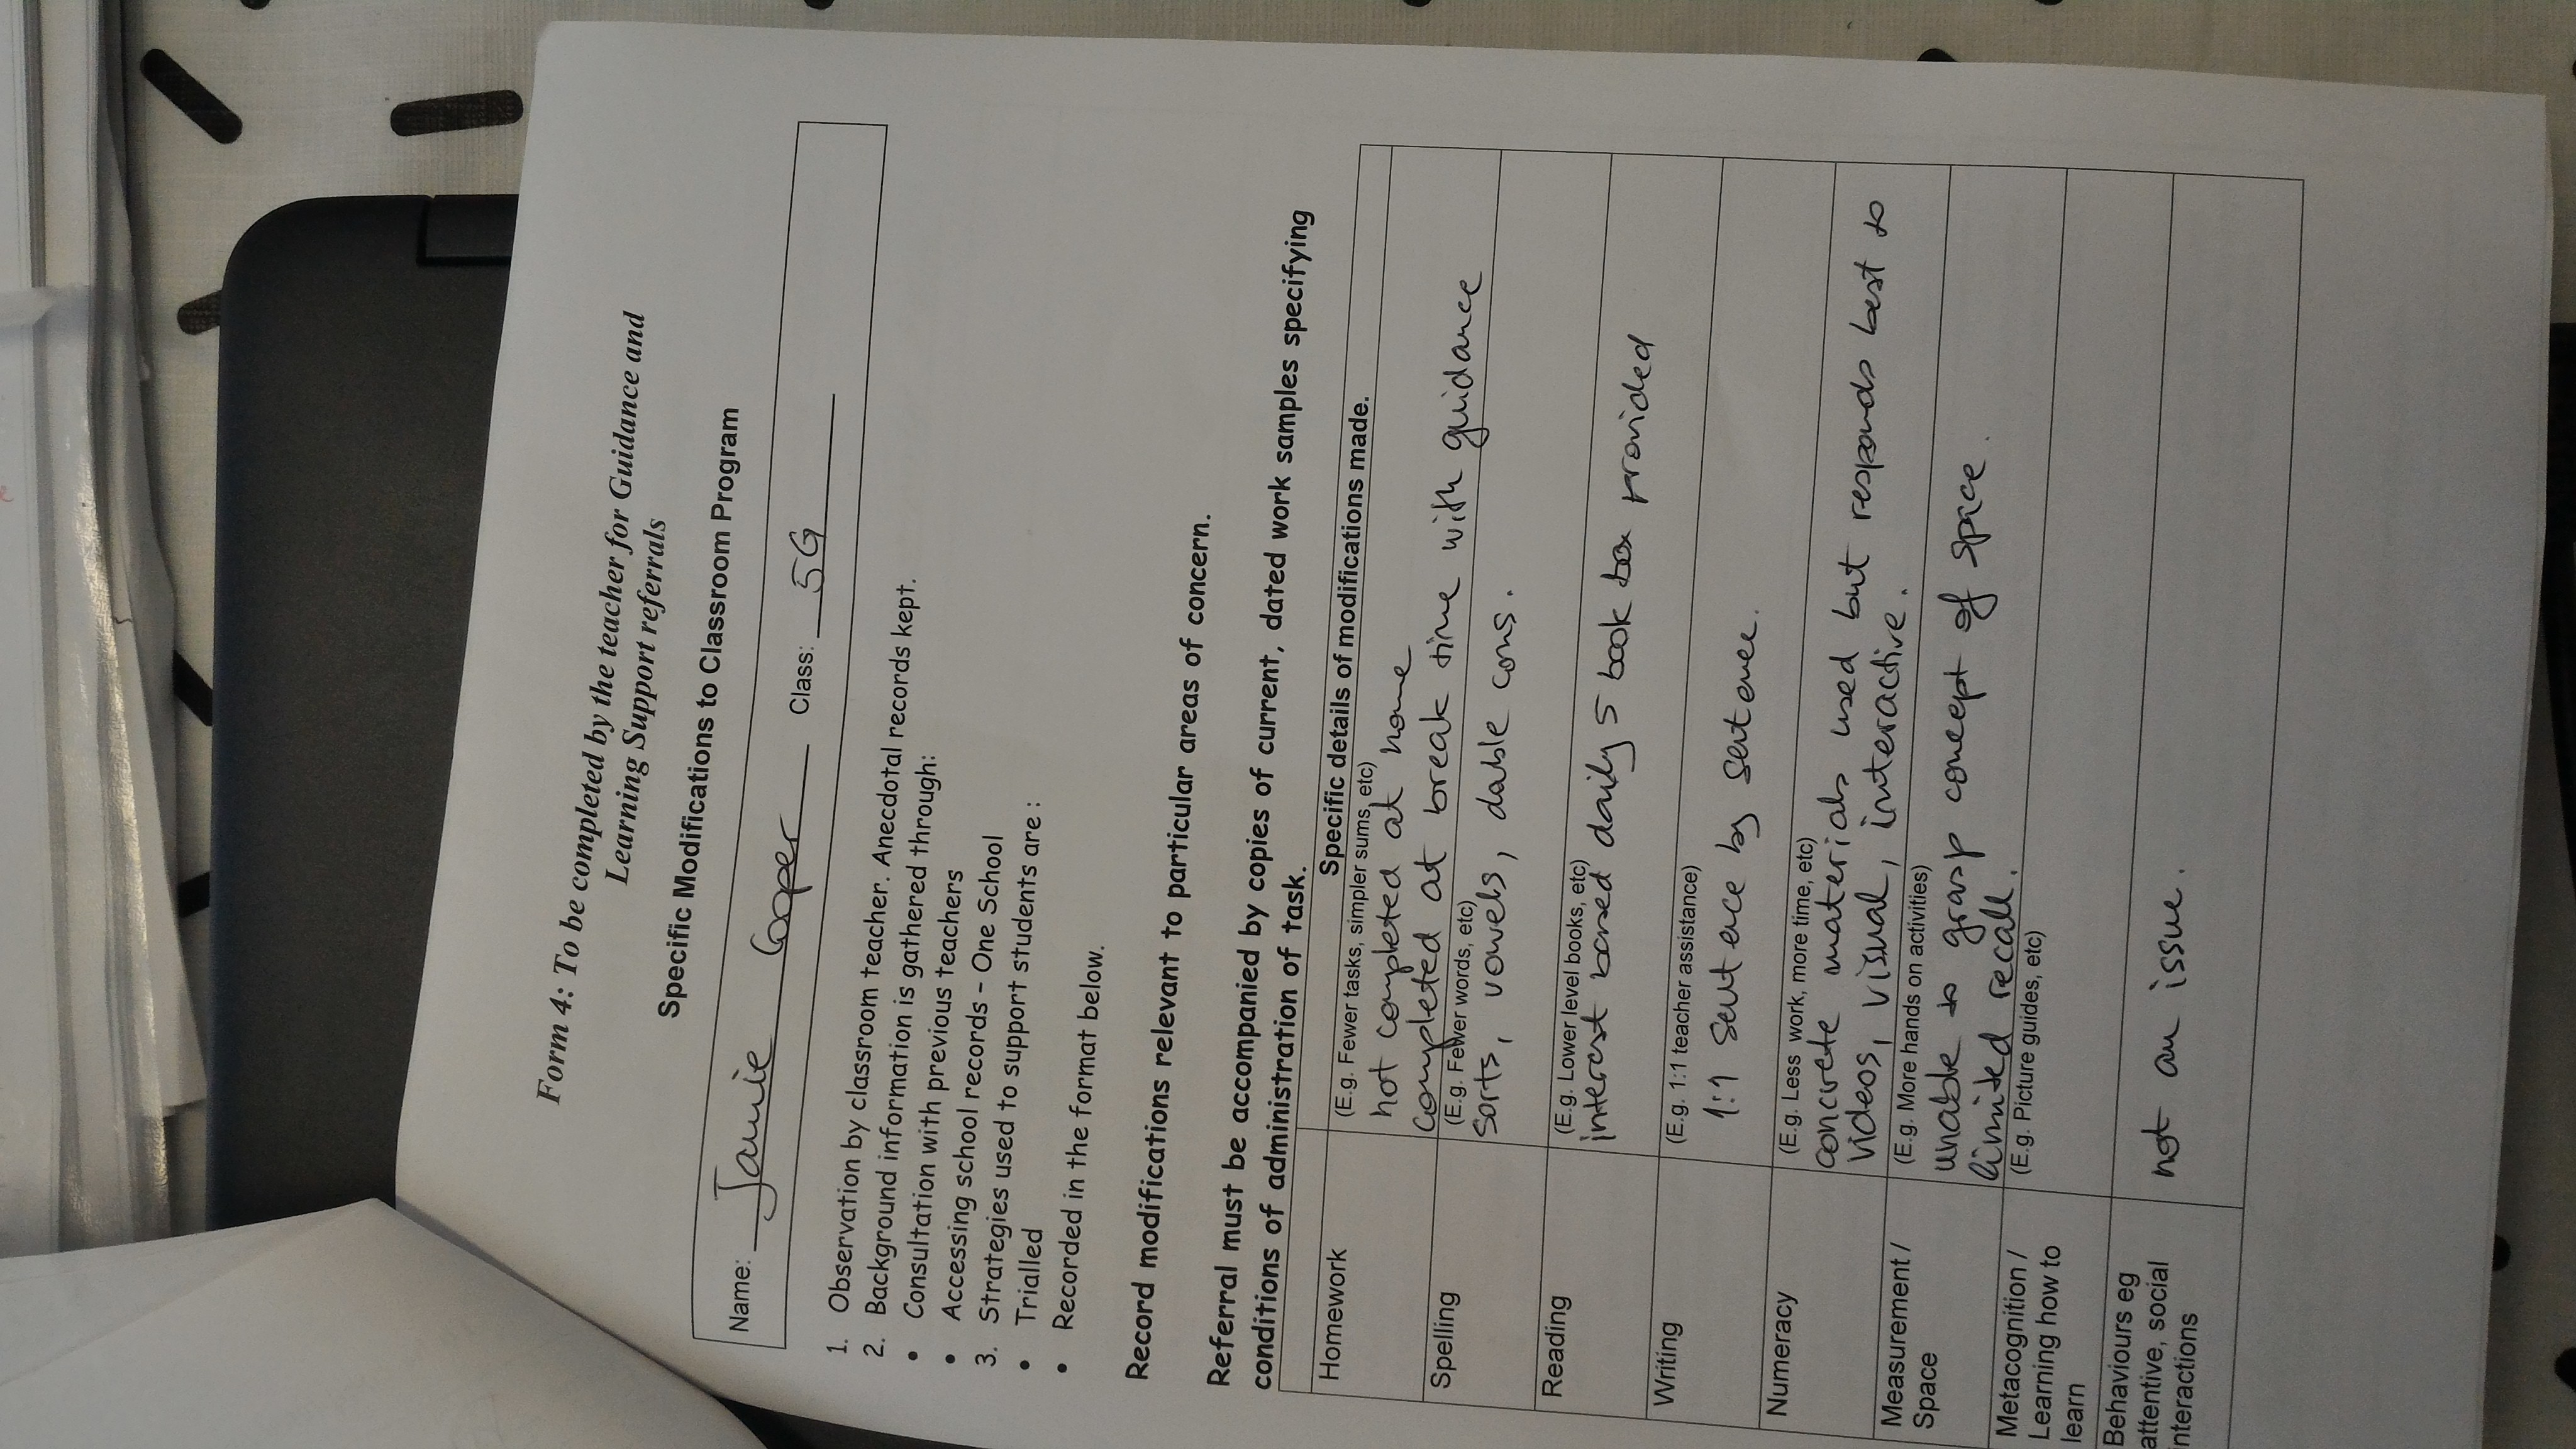 Form 4: To be completed by the teacher for Guidance and
Learning Support referrals
Specific Modifications to Classroom Program
Name: Jamie Cooper Class: 5G
1. Observation by classroom teacher. Anecdotal records kept.
2. Background information is gathered through:
• Consultation with previous teachers
• Accessing school records – One School
3. Strategies used to support students are :
• Trialled
• Recorded in the format below.
Record modifications relevant to particular areas of concern.
Referral must be accompanied by copies of current, dated work samples specifying
conditions of administration of task.
Specific details of modifications made.
Homework
(E.g. Fewer tasks, simpler sums, etc)
not completed at home
completed at break time with guidance
Spelling
(E.g. Fewer words, etc)
sorts, vowels, dable cons.
Reading
(E.g. Lower level books, etc)
interest based daily 5 book box provided
Writing
(E.g. 1:1 teacher assistance)
1:1 sentence by sentence.
Numeracy
(E.g. Less work, more time, etc)
concrete materials used but responds best to
videos, visual, interactive.
Measurement /
Space
(E.g. More hands on activities)
unable to grasp concept of space.
limited recall.
Metacognition /
Learning how to
learn
(E.g. Picture guides, etc)
Behaviours eg
attentive, social
interactions
not an issue.